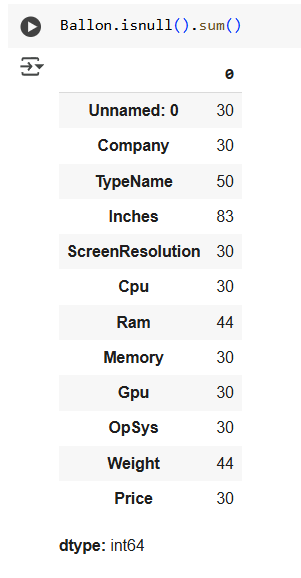 Ballon.isnull().sum()
0
Unnamed: 0 30
Company 30
TypeName 50
Inches 83
ScreenResolution 30
Cpu 30
Ram 44
Memory 30
Gpu 30
OpSys 30
Weight 44
Price 30
dtype: int64